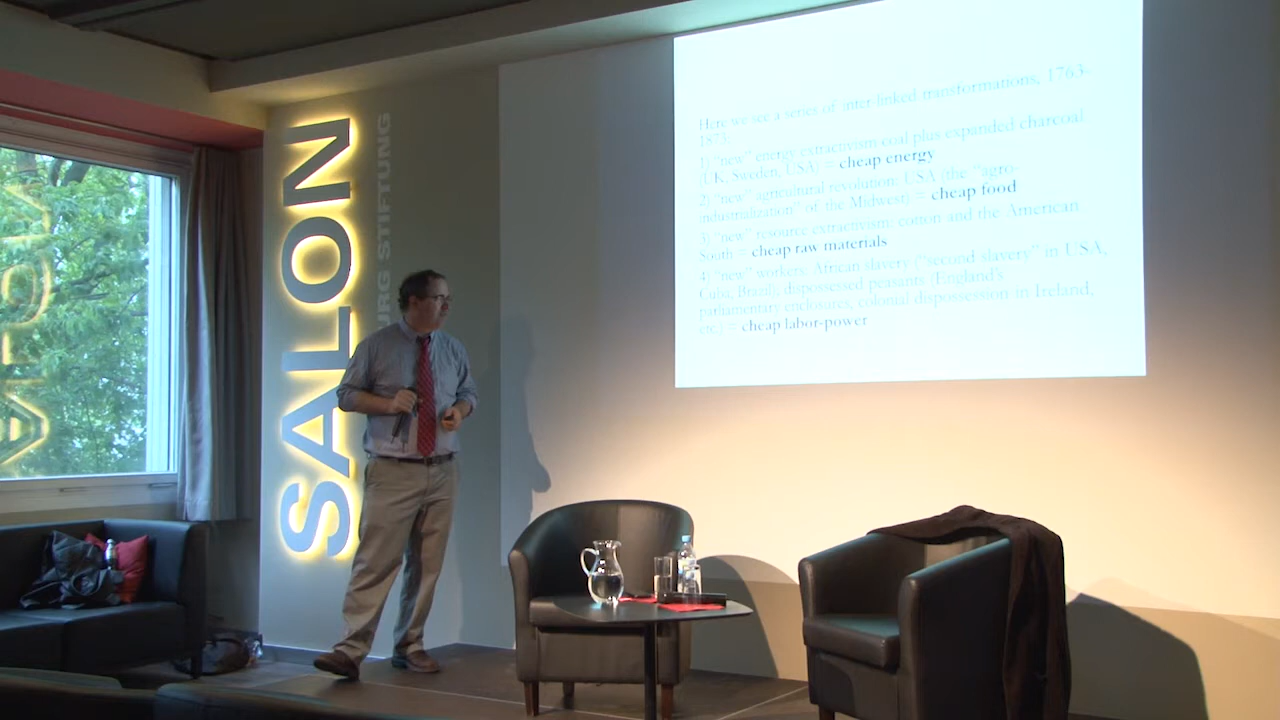 SALON
URG STIFTUNG
Here we see a series of inter-linked transformations, 1763-
1873:
1) “new” energy extractivism: coal plus expanded charcoal
(UK, Sweden, USA) = cheap energy
2) “new” agricultural revolution: USA (the “agro-
industrialization” of the Midwest) = cheap food
3) “new” resource extractivism: cotton and the American
South = cheap raw materials
4) “new” workers: African slavery (“second slavery” in USA,
Cuba, Brazil); dispossessed peasants (England's
parliamentary enclosures, colonial dispossession in Ireland,
etc.) = cheap labor-power